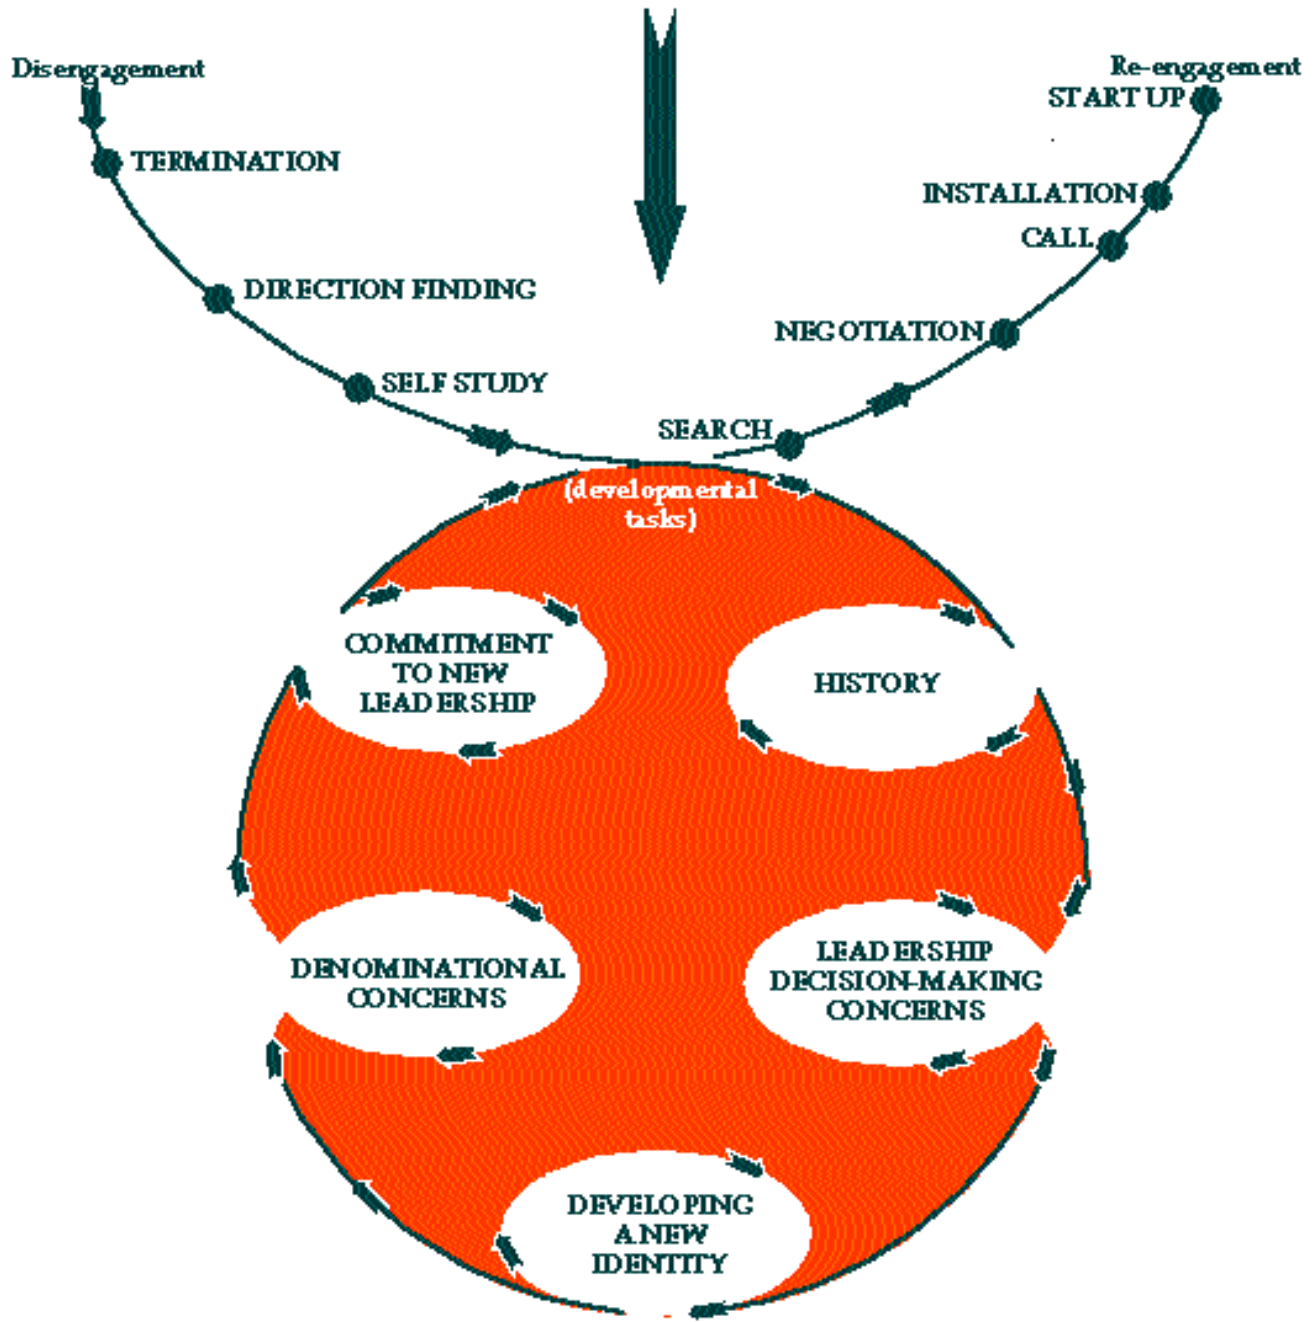 Disengagement
Re-engagement
START UP
TERMINATION
INSTALLATION
CALL
DIRECTION FINDING
NEGOTIATION
SELF STUDY
SEARCH
(developmental
tasks)
COMMITMENT
TO NEW
LEADERSHIP
HISTORY
DENOMINATIONAL
CONCERNS
LEADERSHIP
DECISION-MAKING
CONCERNS
DEVELOPING
A NEW
IDENTITY